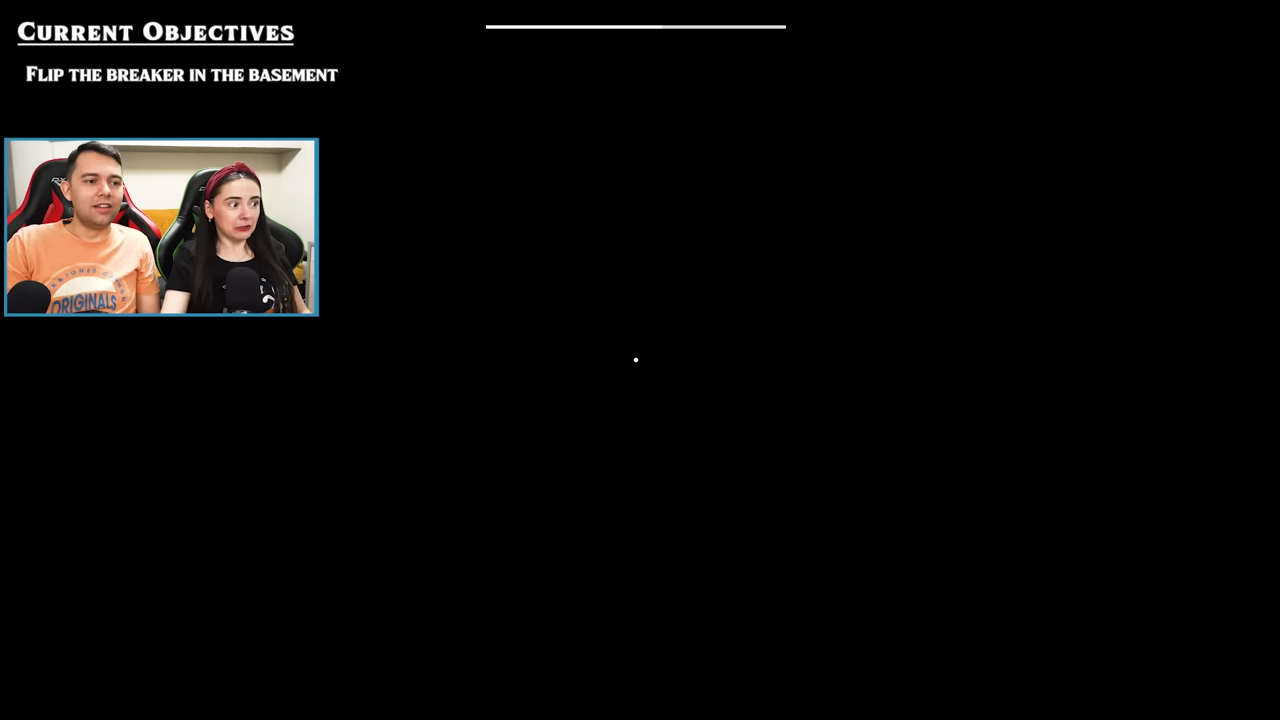 CURRENT OBJECTIVES
FLIP THE BREAKER IN THE BASEMENT
ORIGINALS